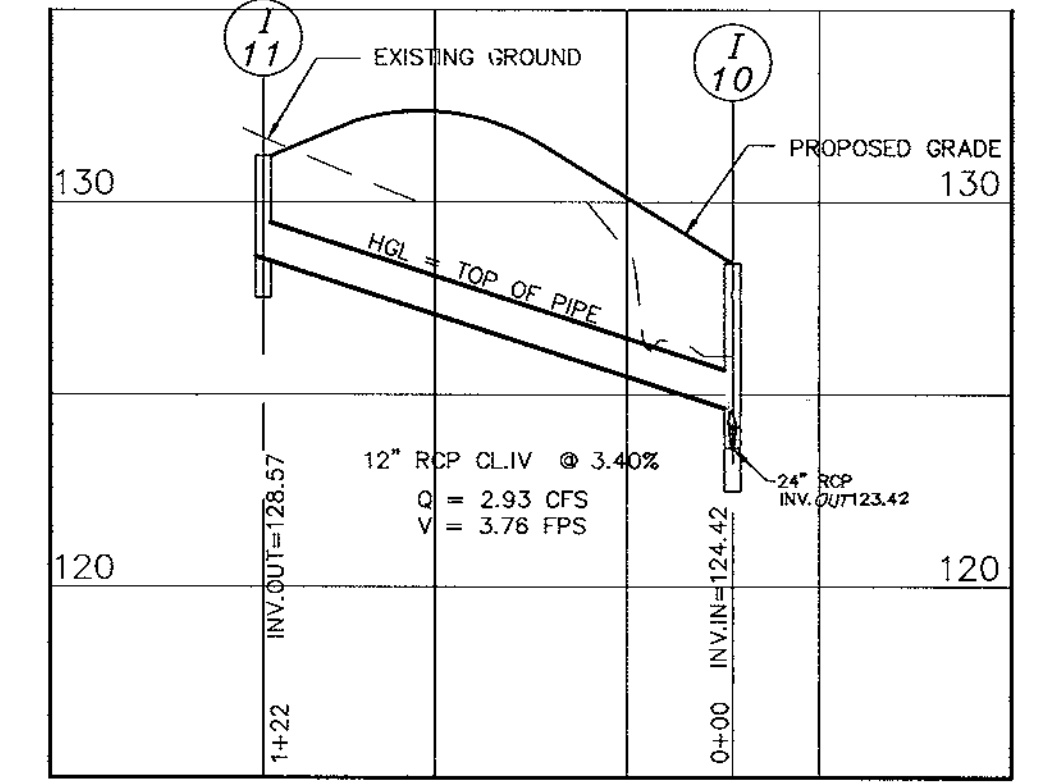 I
11
I
10
EXISTING GROUND
PROPOSED GRADE
130
130
HGL = TOP OF PIPE
12" RCP CL.IV @ 3.40%
Q = 2.93 CFS
V = 3.76 FPS
24" RCP
INV.OUT123.42
120
120
INV.OUT=128.57
1+22
INV.IN=124.42
0+00